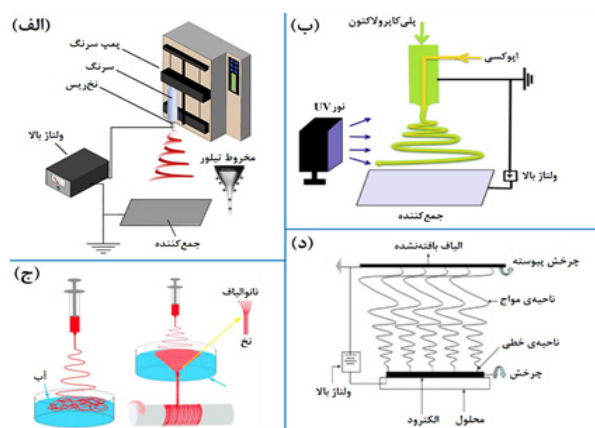 (الف)
پمپ سرنگ
سرنگ
نخ‌ریس
ولتاژ بالا
مخروط تیلور
جمع‌کننده
(ب)
پلی‌کاپرولاکتون
اپوکسی
نور UV
ولتاژ بالا
جمع‌کننده
(ج)
نانوالیاف
نخ
آب
(د)
الیاف بافته‌نشده
چرخش پیوسته
ناحیه‌ی مواج
ناحیه‌ی خطی
چرخش
ولتاژ بالا
الکترود
محلول